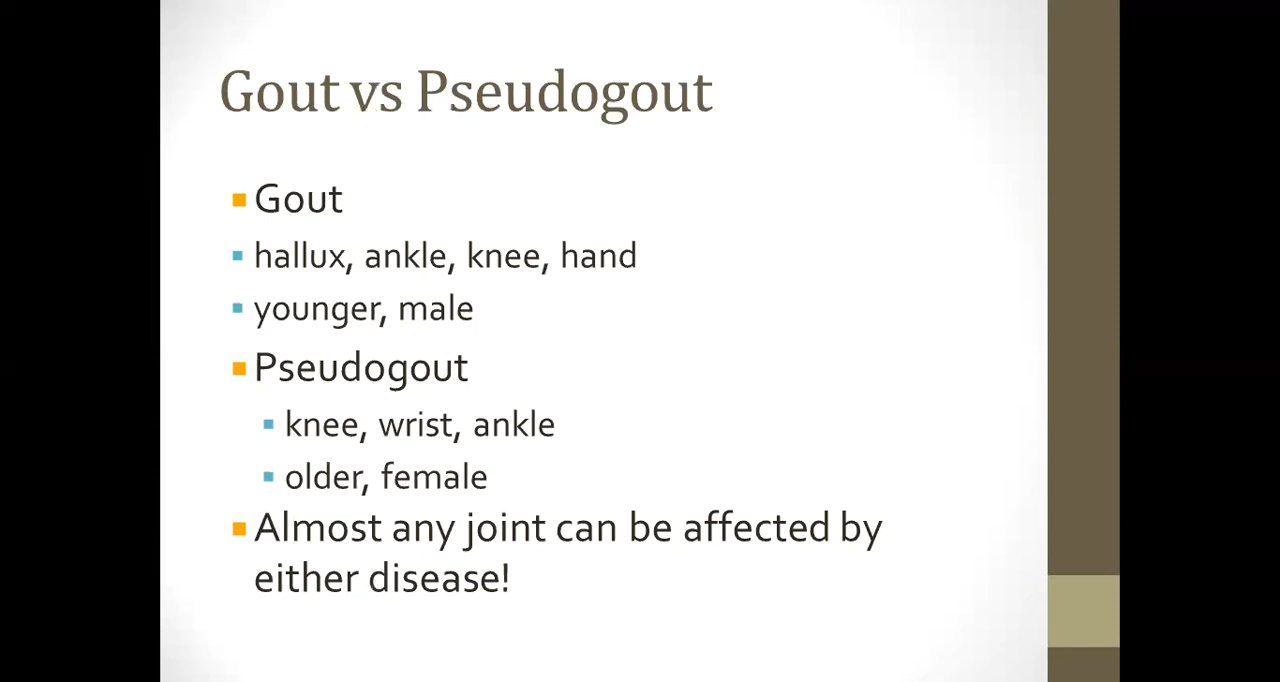 Gout vs Pseudogout
Gout
hallux, ankle, knee, hand
younger, male
Pseudogout
knee, wrist, ankle
older, female
Almost any joint can be affected by
either disease!